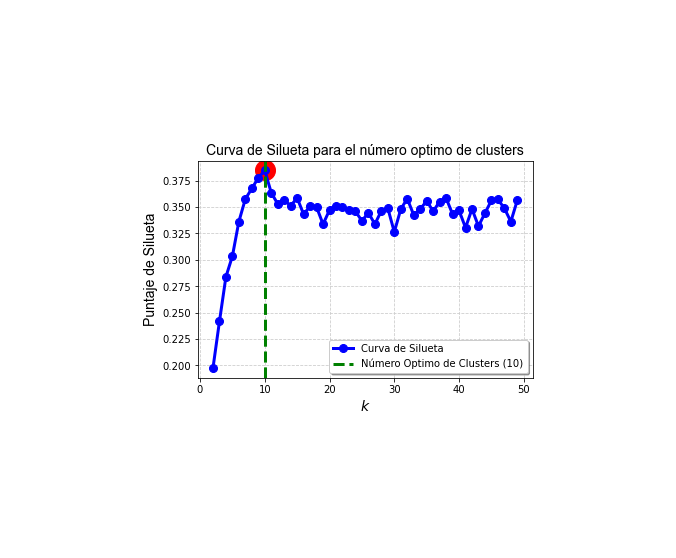 Curva de Silueta para el número optimo de clusters
Puntaje de Silueta
0.375
0.350
0.325
0.300
0.275
0.250
0.225
0.200
Curva de Silueta
Número Optimo de Clusters (10)
0 10 20 30 40 50
k